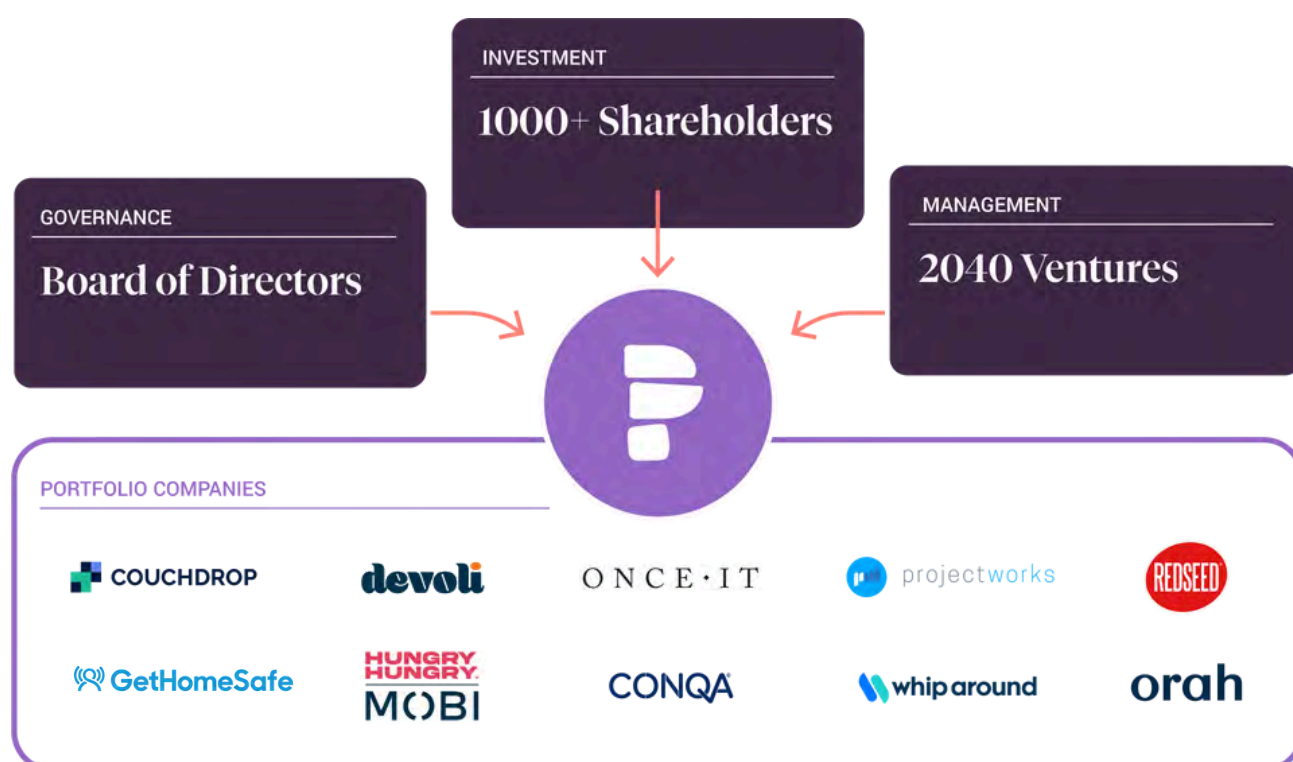 INVESTMENT
1000+ Shareholders
GOVERNANCE
Board of Directors
MANAGEMENT
2040 Ventures
PORTFOLIO COMPANIES
COUCHDROP
devoli
ONCE·IT
projectworks
REDSEED
GetHomeSafe
HUNGRY
HUNGRY
MOBI
CONQA
whip around
orah